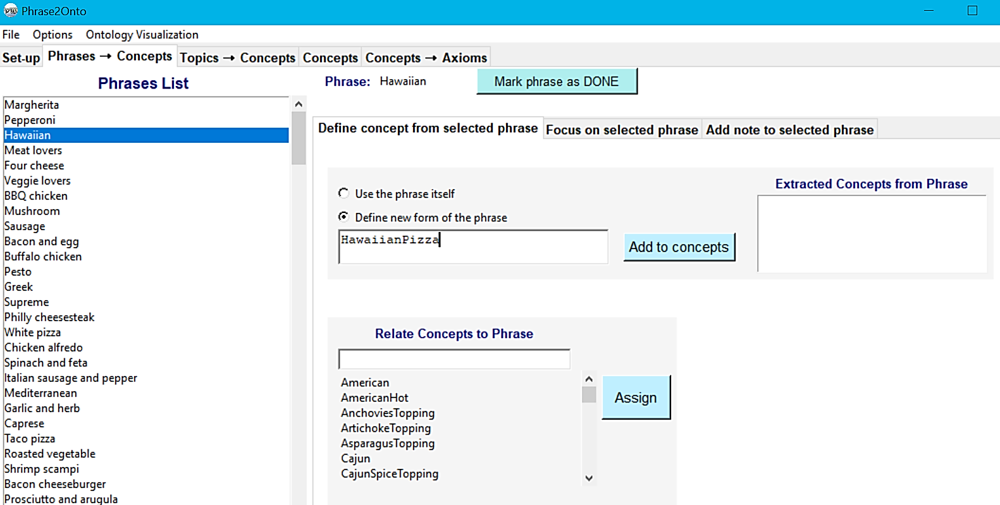 Phrase2Onto
File Options Ontology Visualization
Set-up Phrases → Concepts Topics → Concepts Concepts Concepts → Axioms
Phrases List
Margherita
Pepperoni
Hawaiian
Meat lovers
Four cheese
Veggie lovers
BBQ chicken
Mushroom
Sausage
Bacon and egg
Buffalo chicken
Pesto
Greek
Supreme
Philly cheesesteak
White pizza
Chicken alfredo
Spinach and feta
Italian sausage and pepper
Mediterranean
Garlic and herb
Caprese
Taco pizza
Roasted vegetable
Shrimp scampi
Bacon cheeseburger
Prosciutto and arugula
Phrase: Hawaiian
Mark phrase as DONE
Define concept from selected phrase Focus on selected phrase Add note to selected phrase
Use the phrase itself
Define new form of the phrase
HawaiianPizza
Add to concepts
Extracted Concepts from Phrase
Relate Concepts to Phrase
American
AmericanHot
AnchoviesTopping
ArtichokeTopping
AsparagusTopping
Cajun
CajunSpiceTopping
Assign